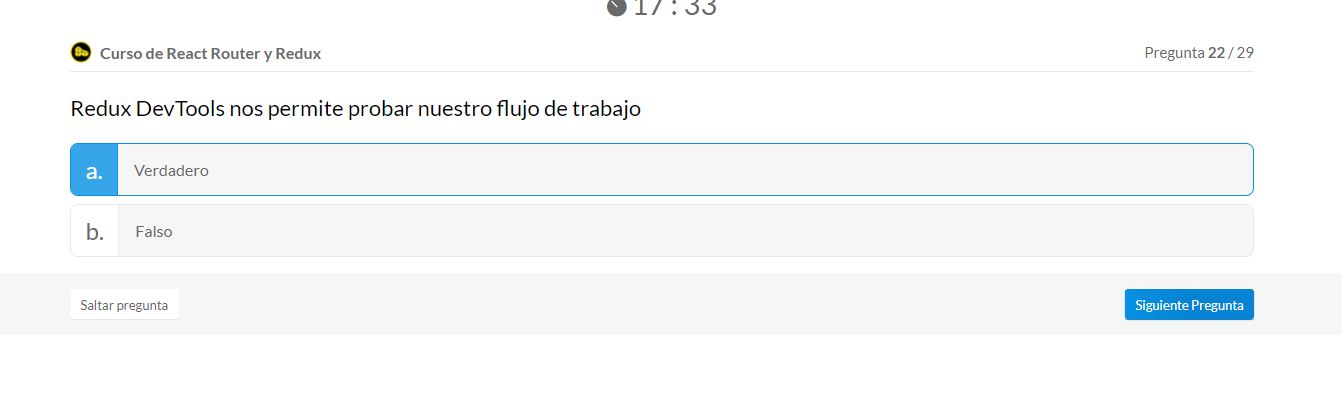 17 : 33
Curso de React Router y Redux
Pregunta 22 / 29
Redux DevTools nos permite probar nuestro flujo de trabajo
a. Verdadero
b. Falso
Saltar pregunta
Siguiente Pregunta